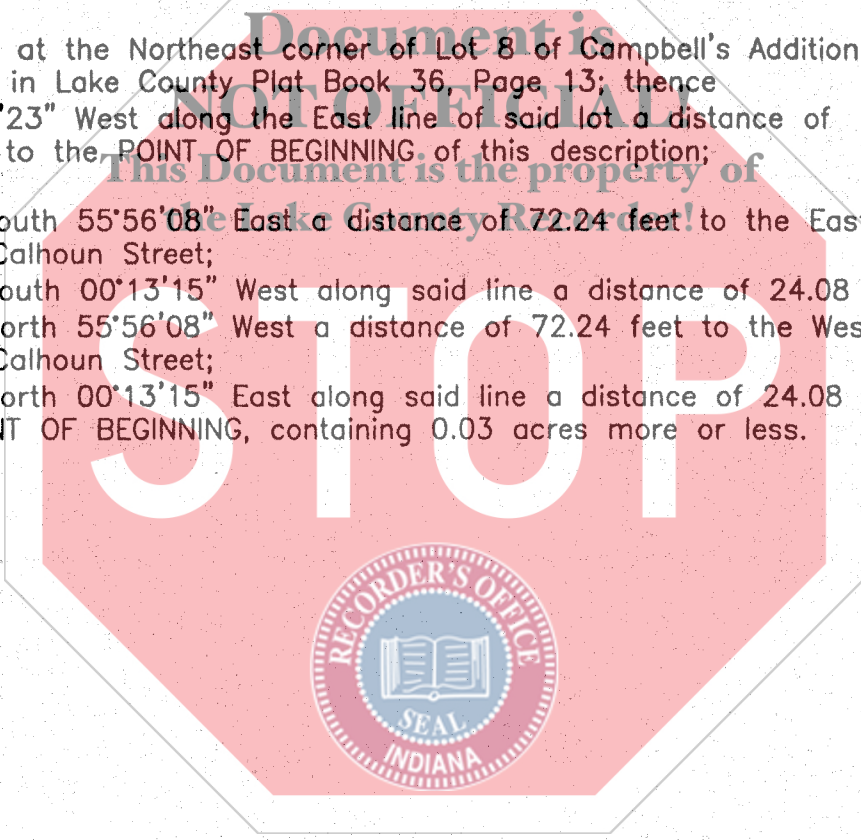 Document is
at the Northeast corner of Lot 8 of Campbell's Addition
in Lake County Plat Book 36, Page 13; thence
NOT OFFICIAL!
'23" West along the East line of said lot a distance of
to the POINT OF BEGINNING of this description;
This Document is the property of
the Lake County Recorder!
outh 55°56'08" East a distance of 72.24 feet to the Eas
Calhoun Street;
outh 00°13'15" West along said line a distance of 24.08
orth 55°56'08" West a distance of 72.24 feet to the Wes
Calhoun Street;
orth 00°13'15" East along said line a distance of 24.08
NT OF BEGINNING, containing 0.03 acres more or less.
STOP
RECORDER'S OFFICE
SEAL
INDIANA